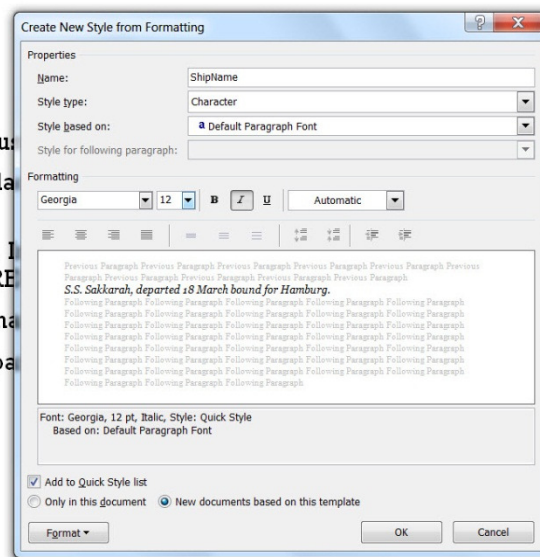 Create New Style from Formatting
Properties
Name: ShipName
Style type: Character
Style based on: a Default Paragraph Font
Style for following paragraph:
Formatting
Georgia 12 B I U Automatic
Previous Paragraph Previous Paragraph Previous Paragraph Previous Paragraph Previous Paragraph Previous
Paragraph Previous Paragraph Previous Paragraph Previous Paragraph Previous Paragraph
S.S. Sakkarah, departed 18 March bound for Hamburg.
Following Paragraph Following Paragraph Following Paragraph Following Paragraph Following Paragraph
Following Paragraph Following Paragraph Following Paragraph Following Paragraph Following Paragraph
Following Paragraph Following Paragraph Following Paragraph Following Paragraph Following Paragraph
Following Paragraph Following Paragraph Following Paragraph Following Paragraph Following Paragraph
Following Paragraph Following Paragraph Following Paragraph Following Paragraph Following Paragraph
Following Paragraph Following Paragraph Following Paragraph Following Paragraph Following Paragraph
Following Paragraph Following Paragraph Following Paragraph Following Paragraph Following Paragraph
Following Paragraph Following Paragraph Following Paragraph
Font: Georgia, 12 pt, Italic, Style: Quick Style
Based on: Default Paragraph Font
Add to Quick Style list
Only in this document New documents based on this template
Format OK Cancel